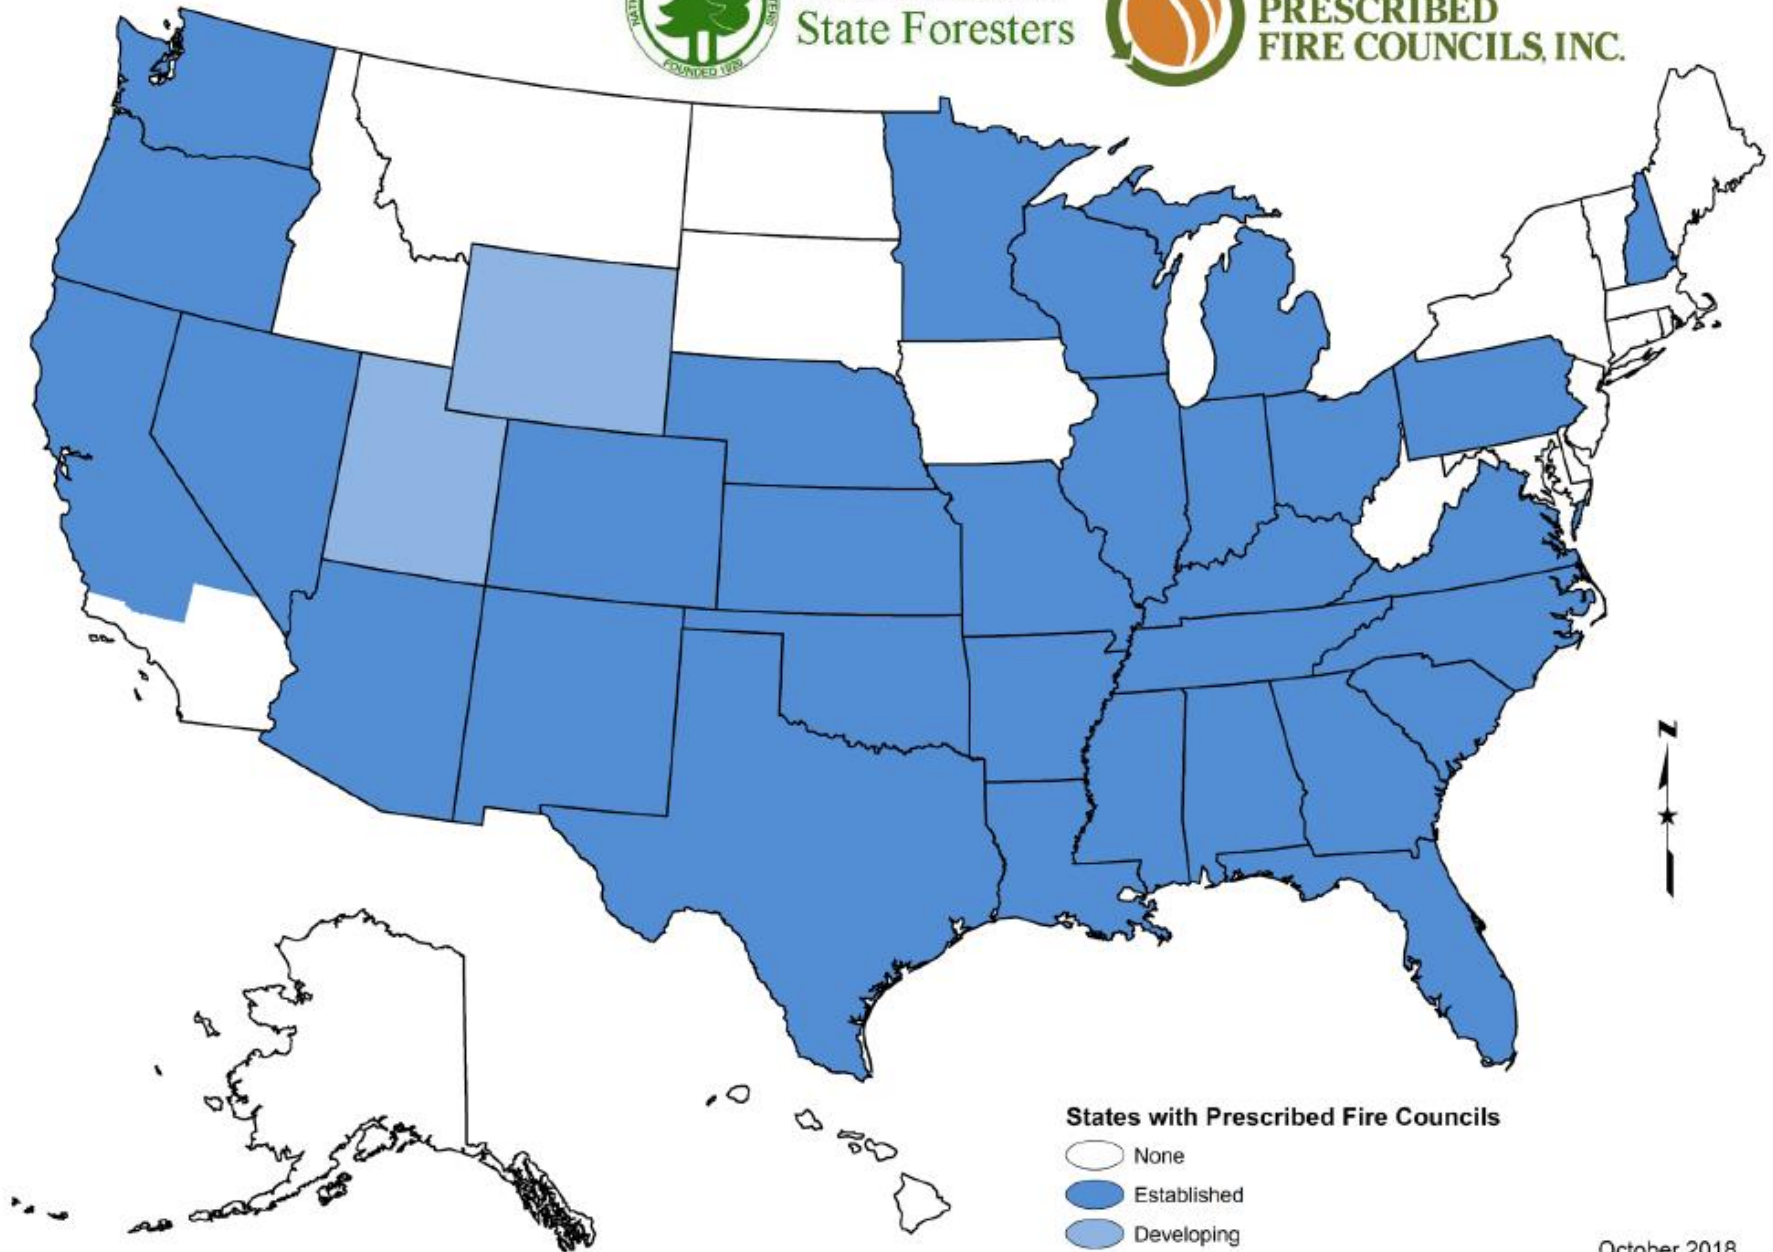 State Foresters
FOUNDED 1920
PRESCRIBED
FIRE COUNCILS, INC.
N
States with Prescribed Fire Councils
None
Established
Developing
October 2018